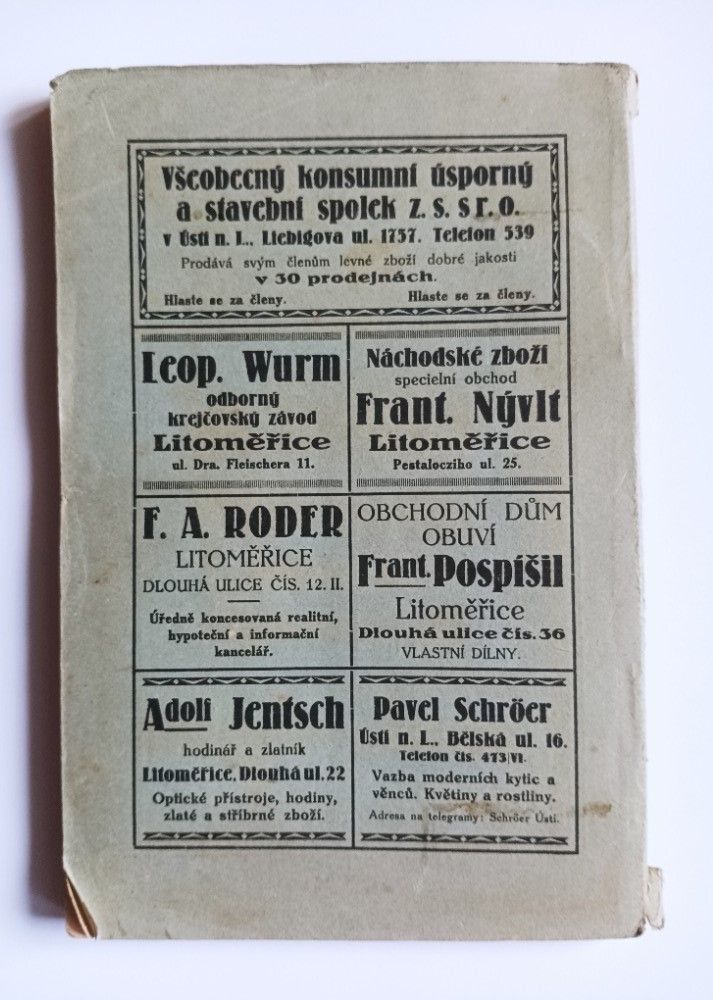 Všeobecný konsumní úsporný
a stavební spolek z. s. s r. o.
v Ústí n. L., Liebigova ul. 1757. Telefon 539
Prodává svým členům levné zboží dobré jakosti
v 30 prodejnách.
Hlaste se za členy. Hlaste se za členy.
Leop. Wurm
odborný
krejčovský závod
Litoměřice
ul. Dra. Fleischera 11.
Náchodské zboží
specielní obchod
Frant. Nývlt
Litoměřice
Pestalocziho ul. 25.
F. A. RODER
LITOMĚŘICE
DLOUHÁ ULICE ČÍS. 12. II.
Úředně koncesovaná realitní,
hypoteční a informační
kancelář.
OBCHODNÍ DŮM
OBUVÍ
Frant. Pospíšil
Litoměřice
Dlouhá ulice čís. 36
VLASTNÍ DÍLNY.
Adolf Jentsch
hodinář a zlatník
Litoměřice, Dlouhá ul. 22
Optické přístroje, hodiny,
zlaté a stříbrné zboží.
Pavel Schröer
Ústí n. L., Bělská ul. 16.
Telefon čís. 473/VI.
Vazba moderních kytic a
věnců. Květiny a rostliny.
Adresa na telegramy: Schröer Ústí.